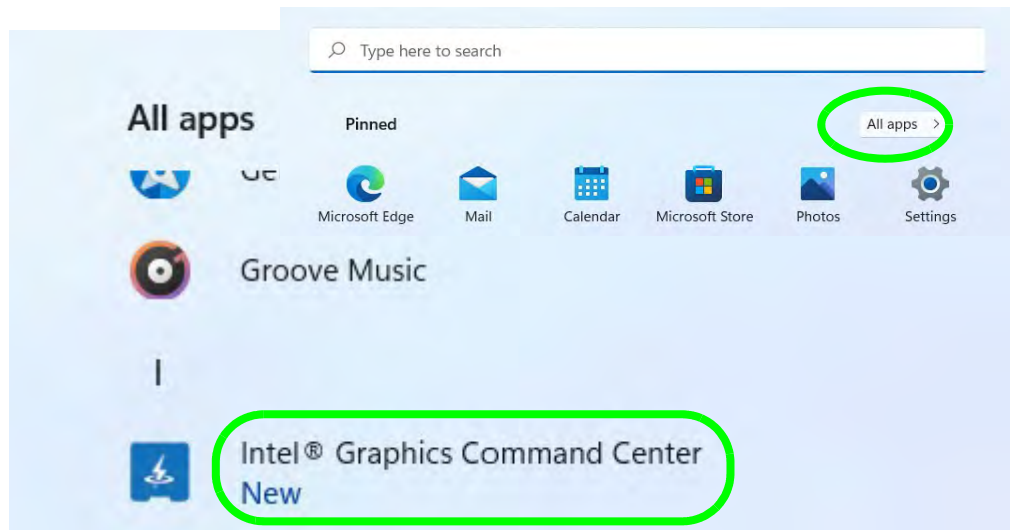 Type here to search
All apps
Pinned
All apps >
Microsoft Edge
Mail
Calendar
Microsoft Store
Photos
Settings
Groove Music
I
Intel® Graphics Command Center
New